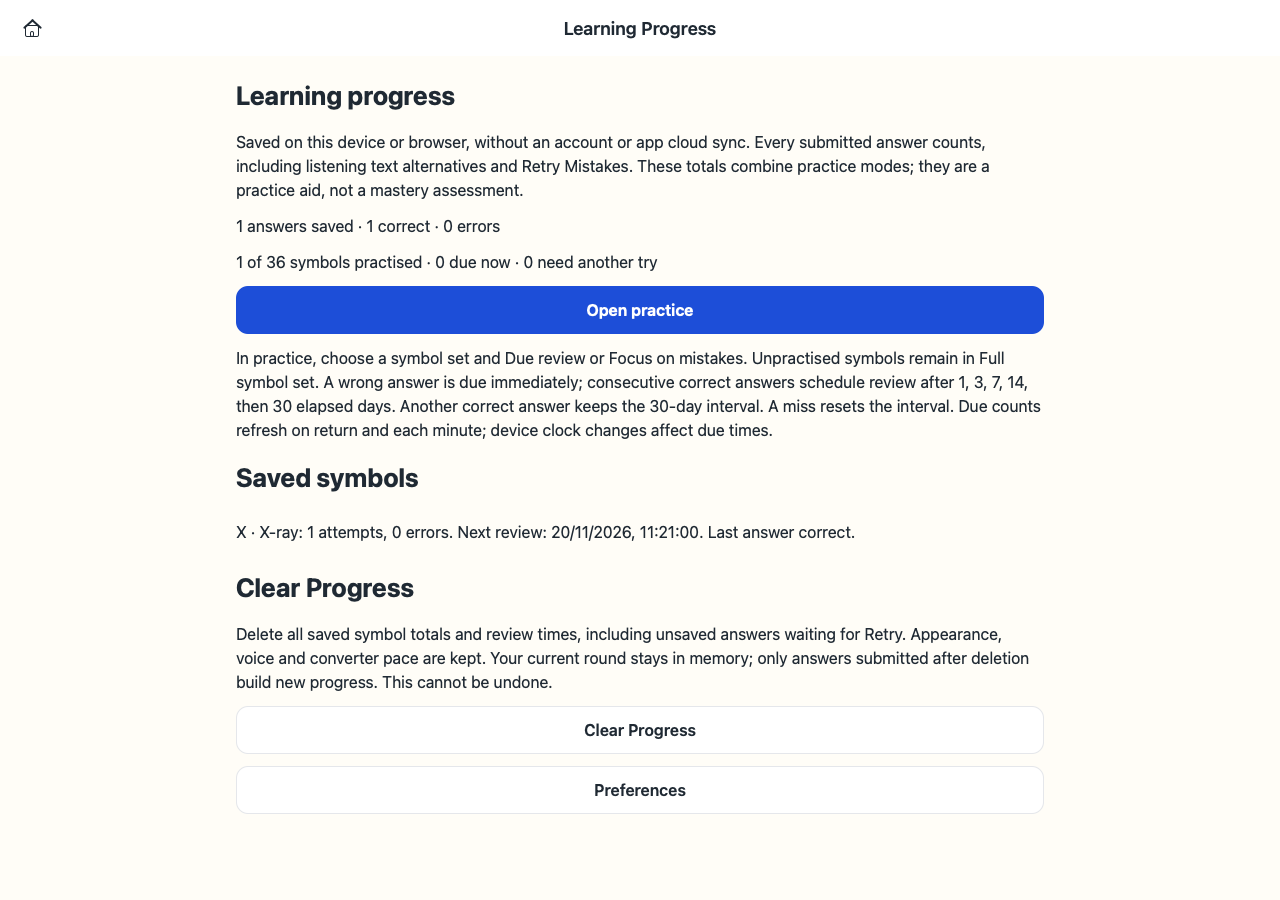 Learning Progress
Learning progress
Saved on this device or browser, without an account or app cloud sync. Every submitted answer counts,
including listening text alternatives and Retry Mistakes. These totals combine practice modes; they are a
practice aid, not a mastery assessment.
1 answers saved · 1 correct · 0 errors
1 of 36 symbols practised · 0 due now · 0 need another try
Open practice
In practice, choose a symbol set and Due review or Focus on mistakes. Unpractised symbols remain in Full
symbol set. A wrong answer is due immediately; consecutive correct answers schedule review after 1, 3, 7, 14,
then 30 elapsed days. Another correct answer keeps the 30-day interval. A miss resets the interval. Due counts
refresh on return and each minute; device clock changes affect due times.
Saved symbols
X · X-ray: 1 attempts, 0 errors. Next review: 20/11/2026, 11:21:00. Last answer correct.
Clear Progress
Delete all saved symbol totals and review times, including unsaved answers waiting for Retry. Appearance,
voice and converter pace are kept. Your current round stays in memory; only answers submitted after deletion
build new progress. This cannot be undone.
Clear Progress
Preferences